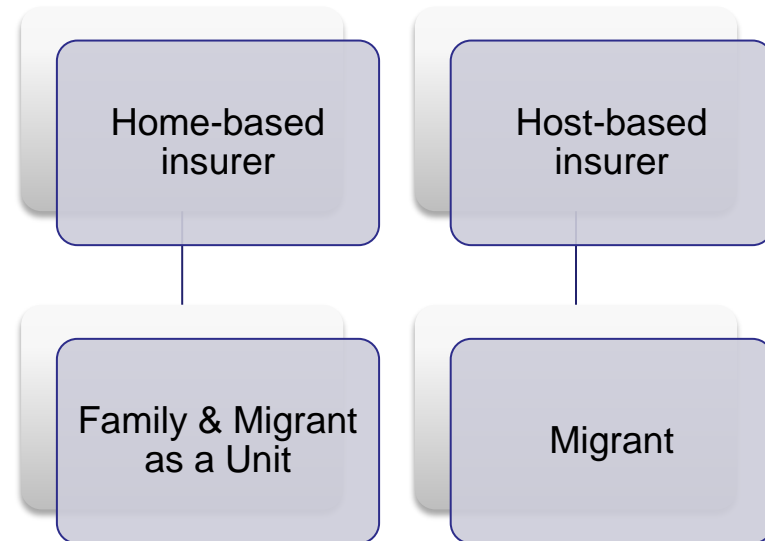 Home-based
insurer
Host-based
insurer
Family & Migrant
as a Unit
Migrant